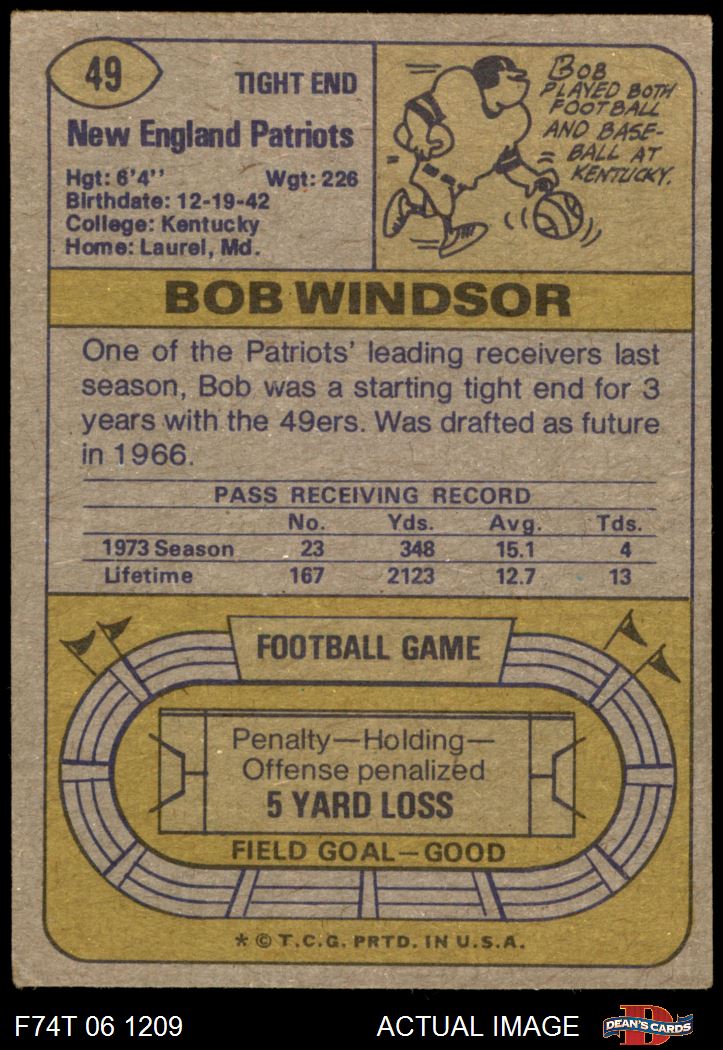 49
TIGHT END
New England Patriots
Hgt: 6'4'' Wgt: 226
Birthdate: 12-19-42
College: Kentucky
Home: Laurel, Md.
BOB
PLAYED BOTH
FOOTBALL
AND BASE-
BALL AT
KENTUCKY.
BOB WINDSOR
One of the Patriots' leading receivers last
season, Bob was a starting tight end for 3
years with the 49ers. Was drafted as future
in 1966.
PASS RECEIVING RECORD
No. Yds. Avg. Tds.
1973 Season 23 348 15.1 4
Lifetime 167 2123 12.7 13
FOOTBALL GAME
Penalty—Holding—
Offense penalized
5 YARD LOSS
FIELD GOAL—GOOD
* © T.C.G. PRTD. IN U.S.A.
F74T 06 1209 ACTUAL IMAGE
D
DEAN'S CARDS